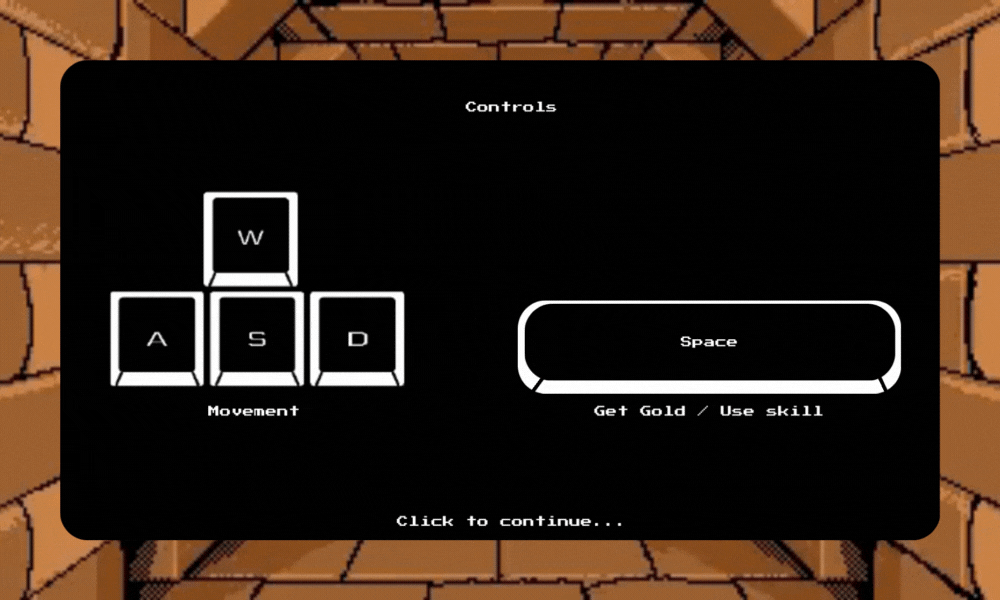 Controls
W
A S D
Space
Movement
Get Gold / Use skill
Click to continue...